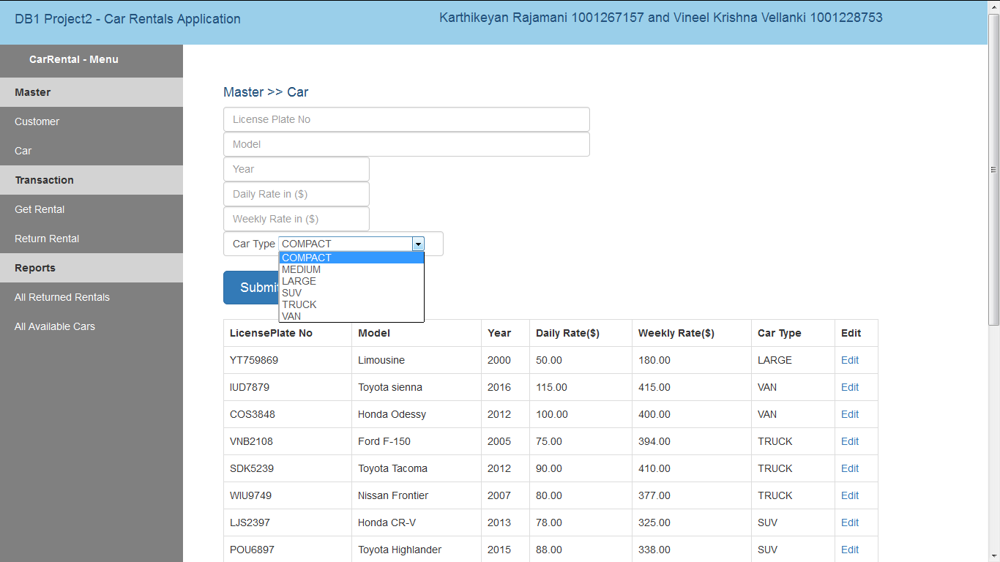 DB1 Project2 - Car Rentals Application
Karthikeyan Rajamani 1001267157 and Vineel Krishna Vellanki 1001228753
CarRental - Menu
Master
Customer
Car
Transaction
Get Rental
Return Rental
Reports
All Returned Rentals
All Available Cars
Master >> Car
License Plate No
Model
Year
Daily Rate in ($)
Weekly Rate in ($)
Car Type COMPACT
COMPACT
MEDIUM
LARGE
SUV
TRUCK
VAN
Submit
LicensePlate No Model Year Daily Rate($) Weekly Rate($) Car Type Edit
YT759869 Limousine 2000 50.00 180.00 LARGE Edit
IUD7879 Toyota sienna 2016 115.00 415.00 VAN Edit
COS3848 Honda Odessy 2012 100.00 400.00 VAN Edit
VNB2108 Ford F-150 2005 75.00 394.00 TRUCK Edit
SDK5239 Toyota Tacoma 2012 90.00 410.00 TRUCK Edit
WIU9749 Nissan Frontier 2007 80.00 377.00 TRUCK Edit
LJS2397 Honda CR-V 2013 78.00 325.00 SUV Edit
POU6897 Toyota Highlander 2015 88.00 338.00 SUV Edit